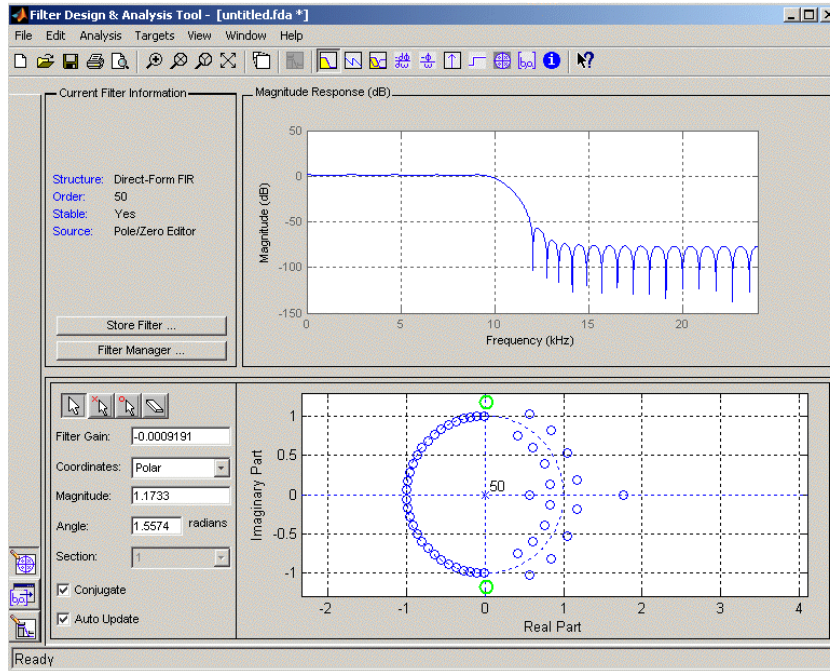 Filter Design & Analysis Tool - [untitled.fda *]
File Edit Analysis Targets View Window Help
Current Filter Information
Structure: Direct-Form FIR
Order: 50
Stable: Yes
Source: Pole/Zero Editor
Store Filter ...
Filter Manager ...
Magnitude Response (dB)
50
0
-50
-100
-150
Magnitude (dB)
0 5 10 15 20
Frequency (kHz)
Filter Gain: -0.0009191
Coordinates: Polar
Magnitude: 1.1733
Angle: 1.5574 radians
Section: 1
Conjugate
Auto Update
1
0.5
0
-0.5
-1
Imaginary Part
50
-2 -1 0 1 2 3 4
Real Part
Ready